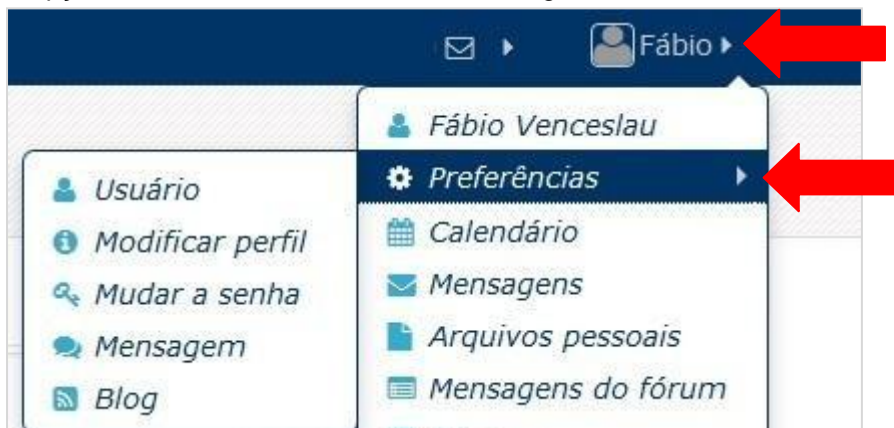 Fábio
Fábio Venceslau
Preferências
Calendário
Mensagens
Arquivos pessoais
Mensagens do fórum
Usuário
Modificar perfil
Mudar a senha
Mensagem
Blog